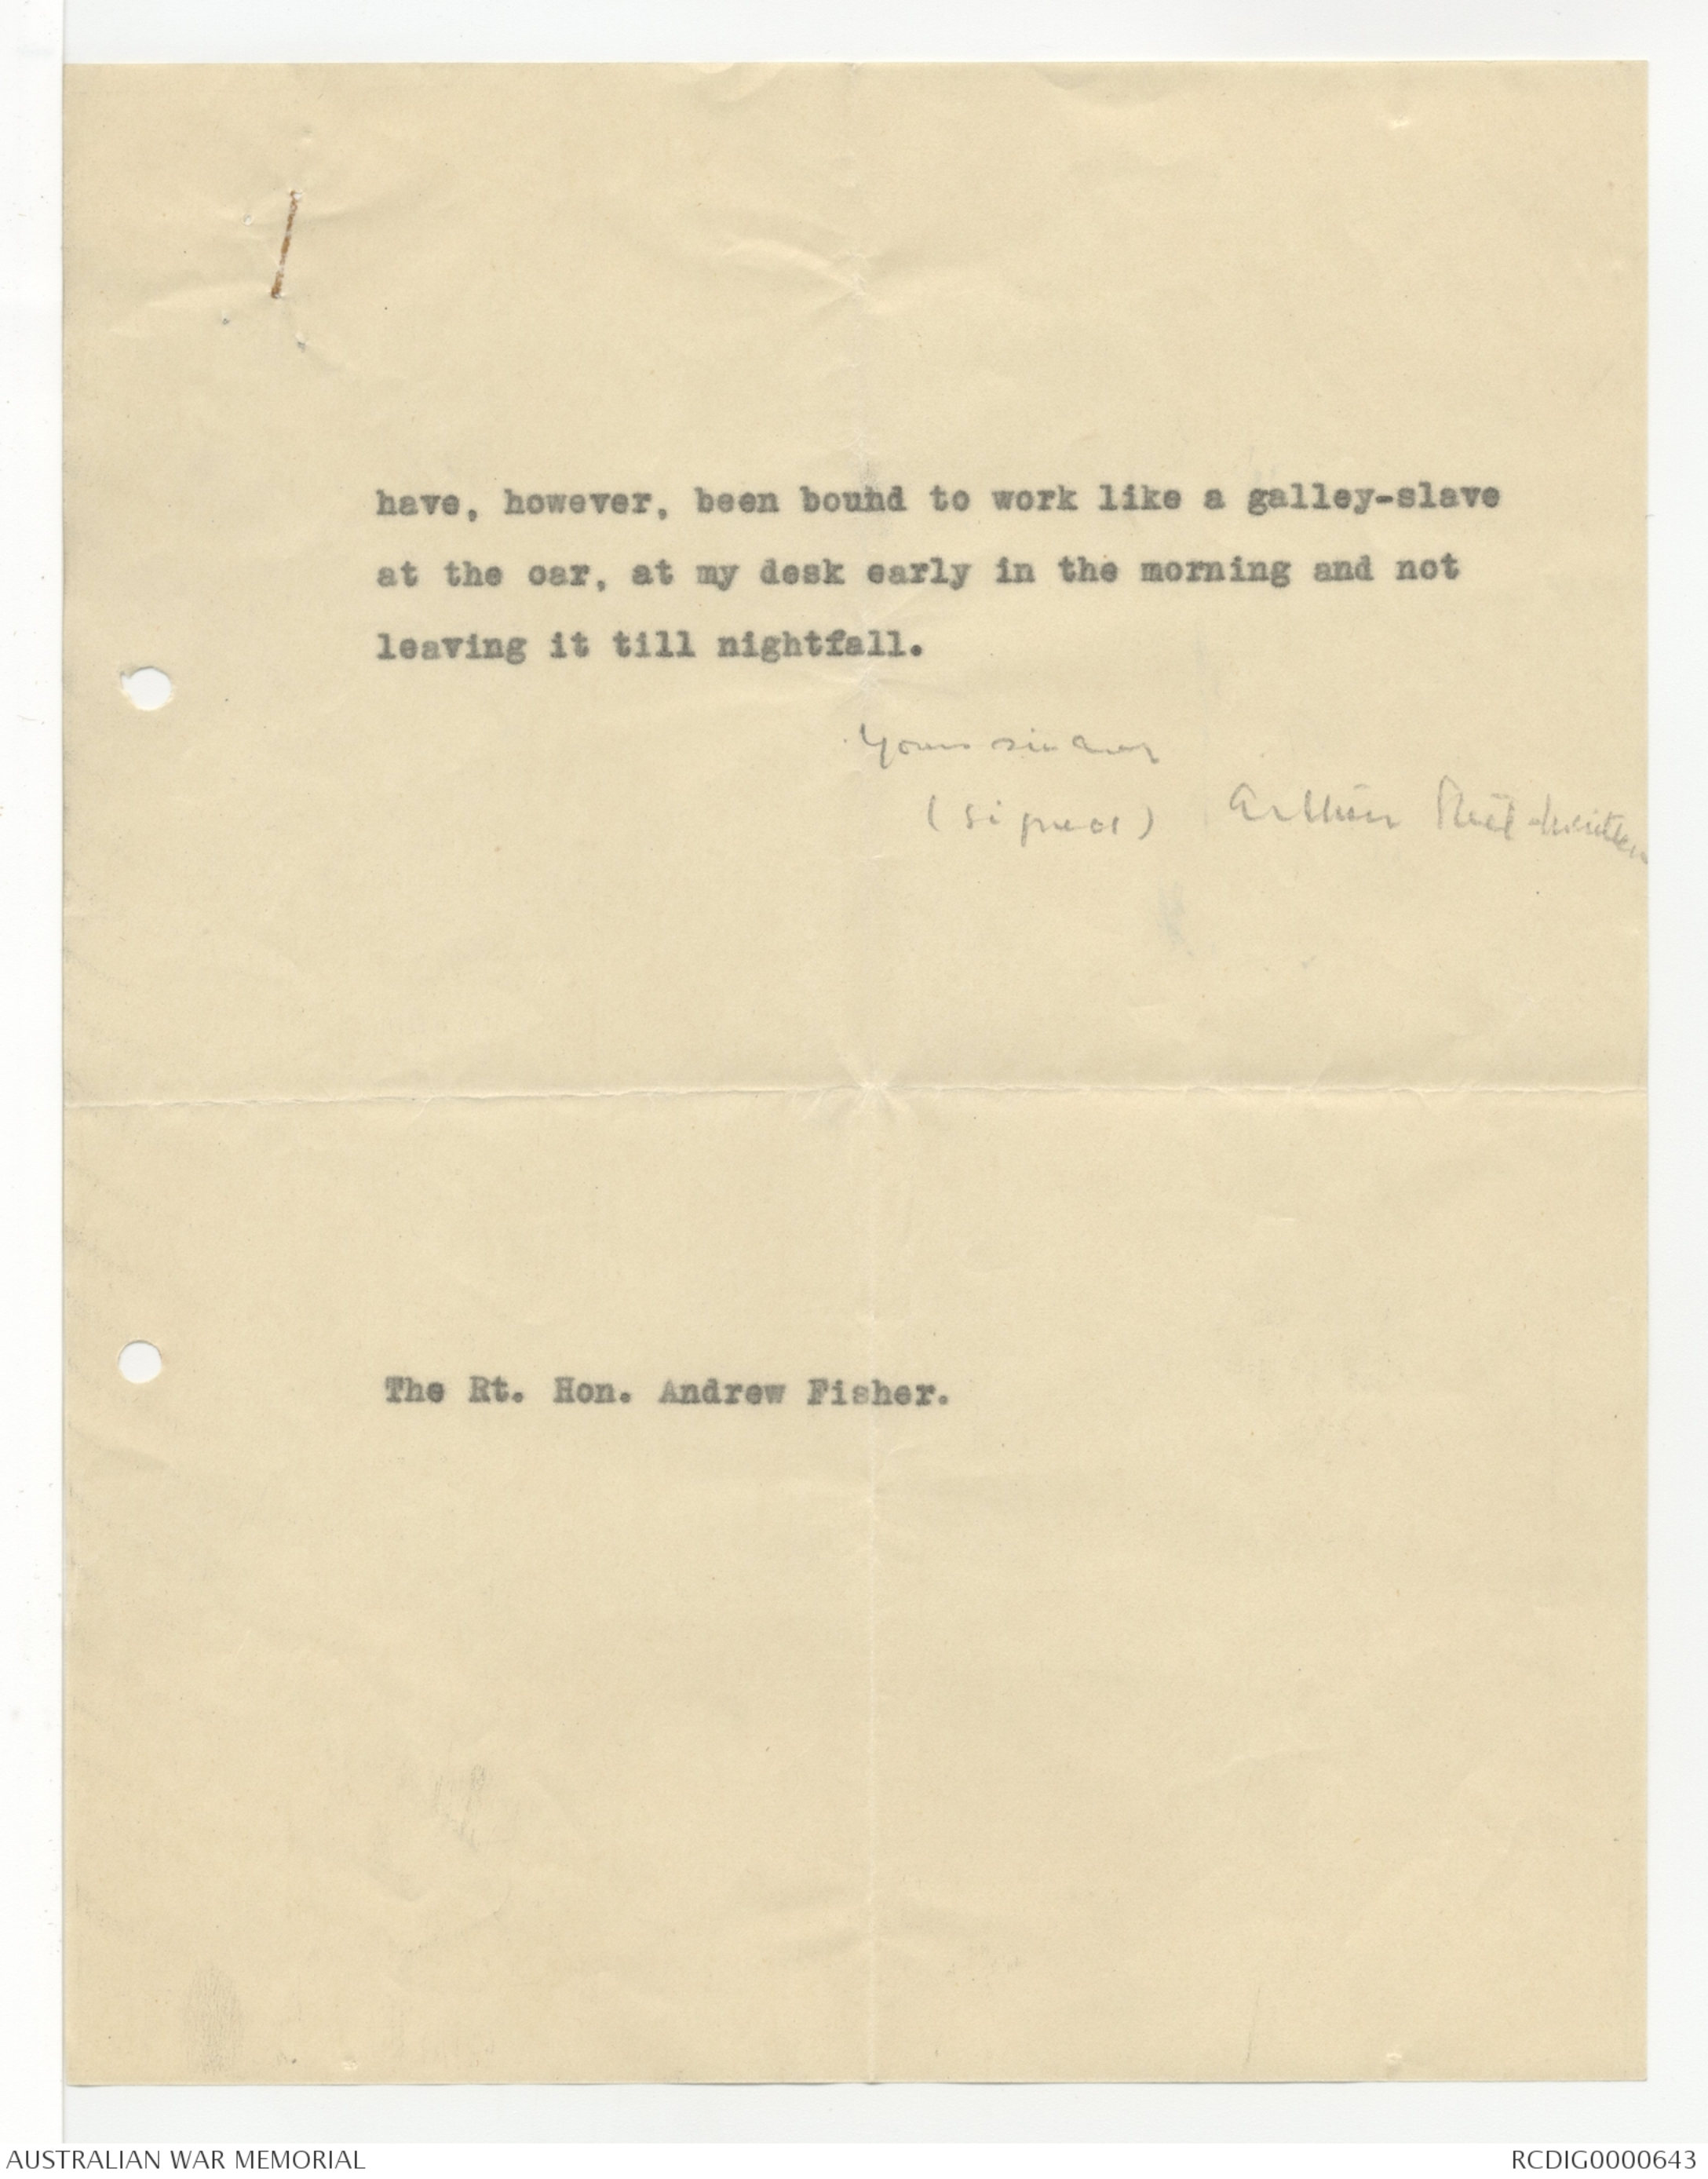 have, however, been bound to work like a galley-slave
at the oar, at my desk early in the morning and not
leaving it till nightfall.
Yours sincerely
(signed) Arthur
The Rt. Hon. Andrew Fisher.
AUSTRALIAN WAR MEMORIAL
RCDIG0000643